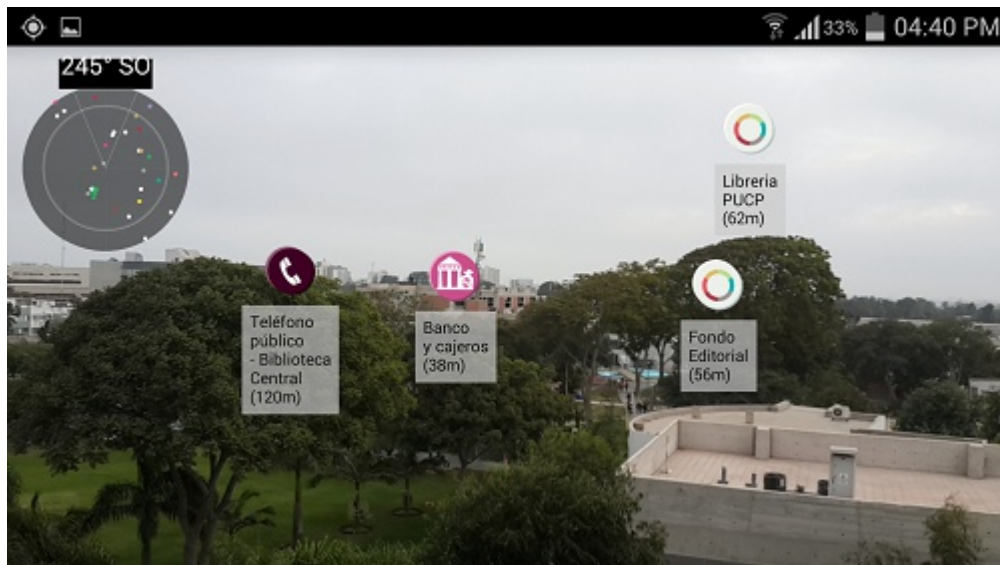 33% 04:40 PM
245° SO
Libreria
PUCP
(62m)
Teléfono
público
- Biblioteca
Central
(120m)
Banco
y cajeros
(38m)
Fondo
Editorial
(56m)